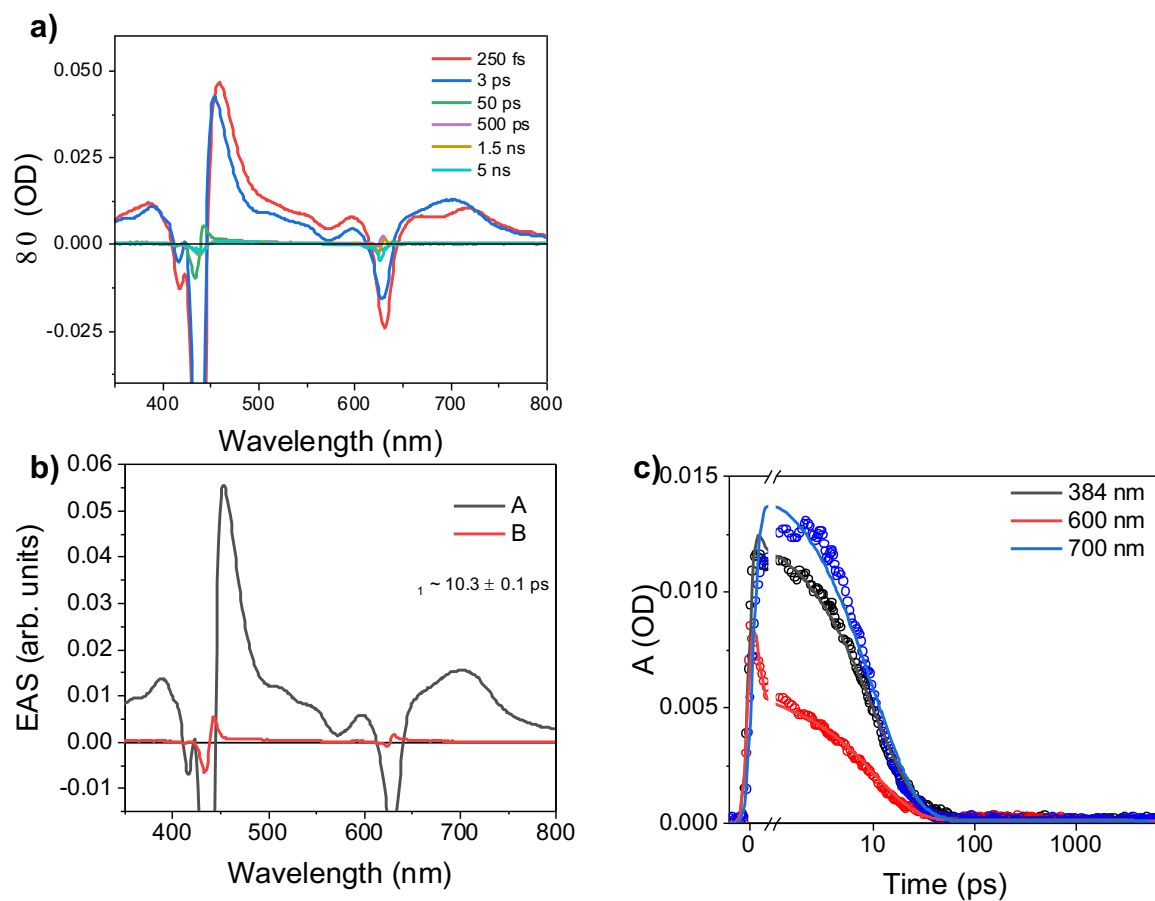 a)
80 (OD)
0.050
0.025
0.000
-0.025
250 fs
3 ps
50 ps
500 ps
1.5 ns
5 ns
400 500 600 700 800
Wavelength (nm)
b)
EAS (arb. units)
0.06
0.05
0.04
0.03
0.02
0.01
0.00
-0.01
A
B
1 ~ 10.3 ± 0.1 ps
400 500 600 700 800
Wavelength (nm)
c)
A (OD)
0.015
0.010
0.005
0.000
384 nm
600 nm
700 nm
0 10 100 1000
Time (ps)